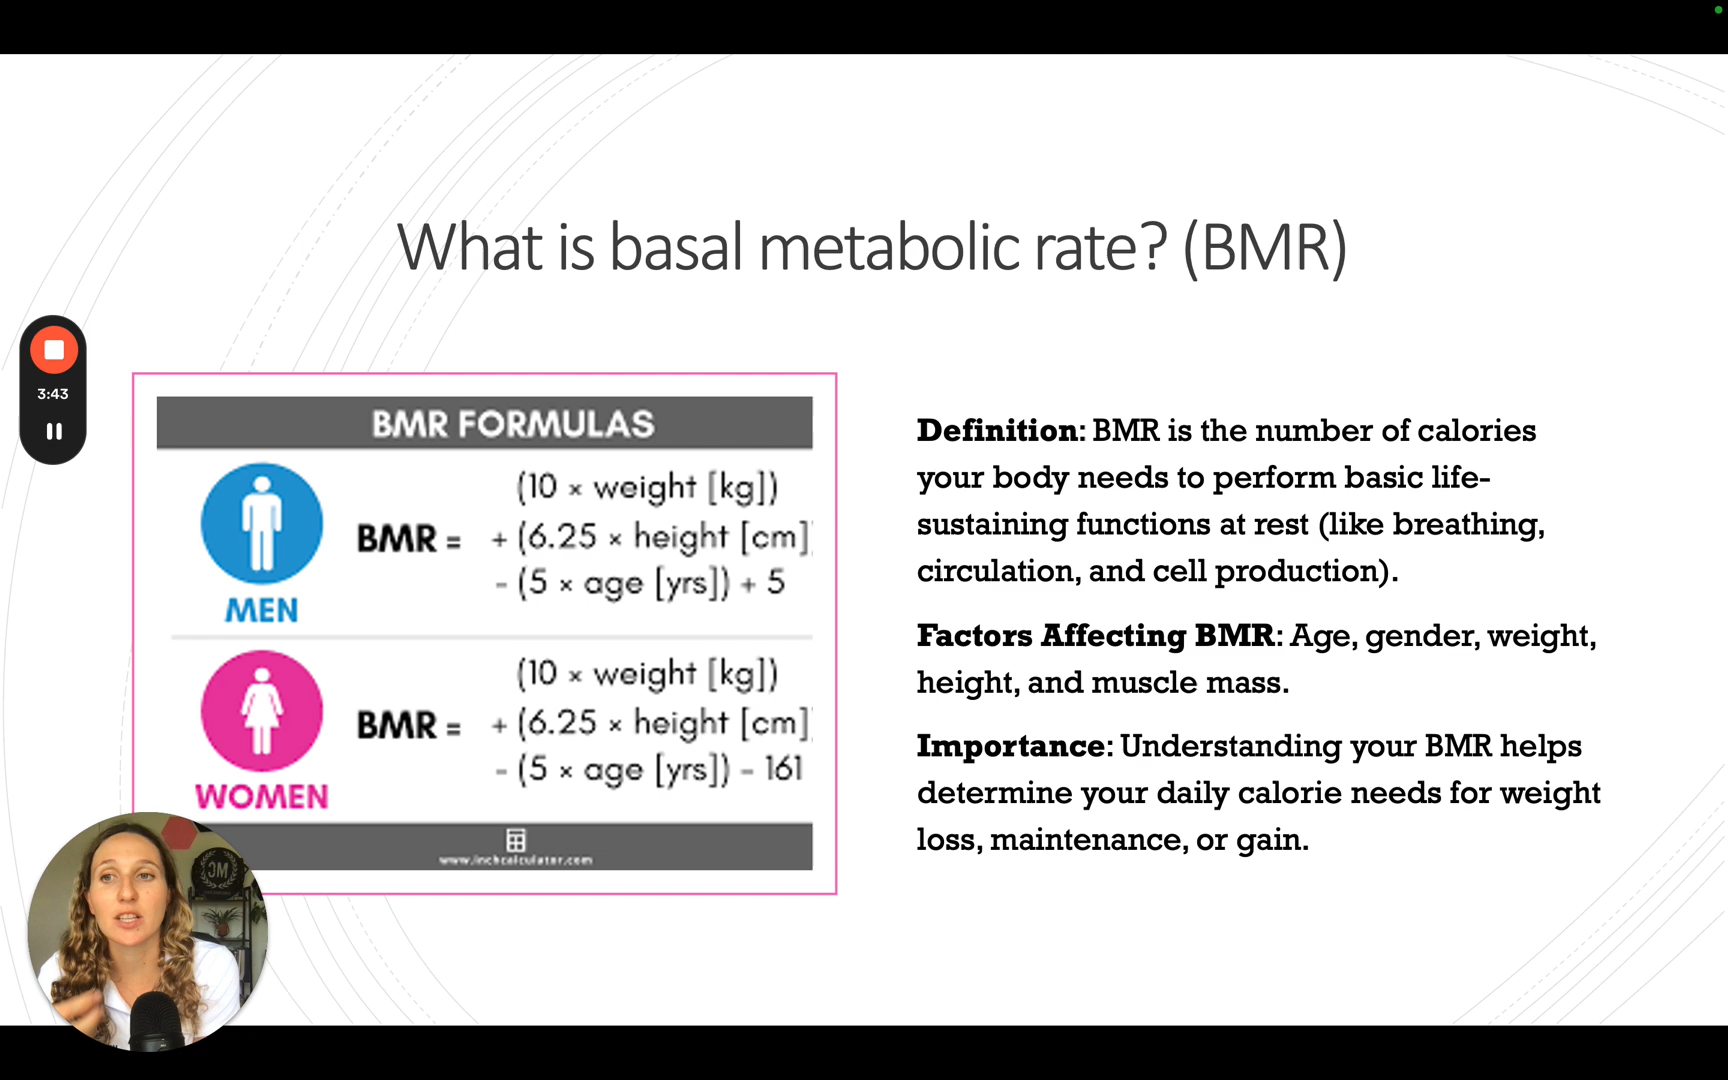 What is basal metabolic rate? (BMR)
3:43
BMR FORMULAS
(10 × weight [kg])
BMR = + (6.25 × height [cm]
- (5 × age [yrs]) + 5
MEN
(10 × weight [kg])
BMR = + (6.25 × height [cm]
- (5 × age [yrs]) - 161
WOMEN
www.inchcalculator.com
JM
Definition: BMR is the number of calories
your body needs to perform basic life-
sustaining functions at rest (like breathing,
circulation, and cell production).
Factors Affecting BMR: Age, gender, weight,
height, and muscle mass.
Importance: Understanding your BMR helps
determine your daily calorie needs for weight
loss, maintenance, or gain.